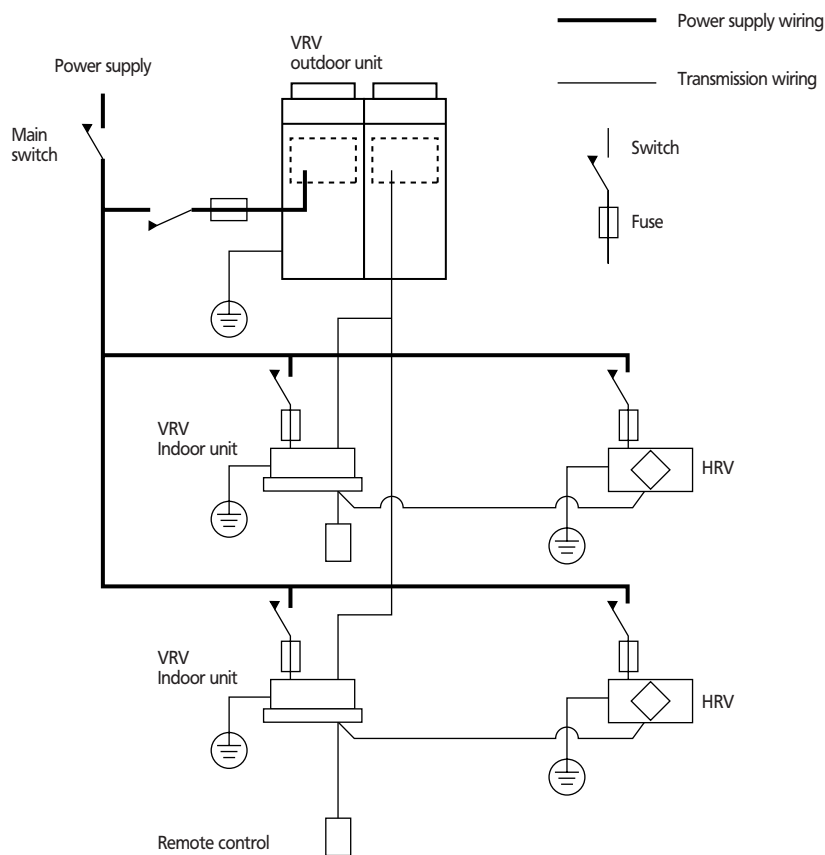 VRV
outdoor unit
Power supply
Main
switch
Power supply wiring
Transmission wiring
Switch
Fuse
VRV
Indoor unit
HRV
VRV
Indoor unit
HRV
Remote control